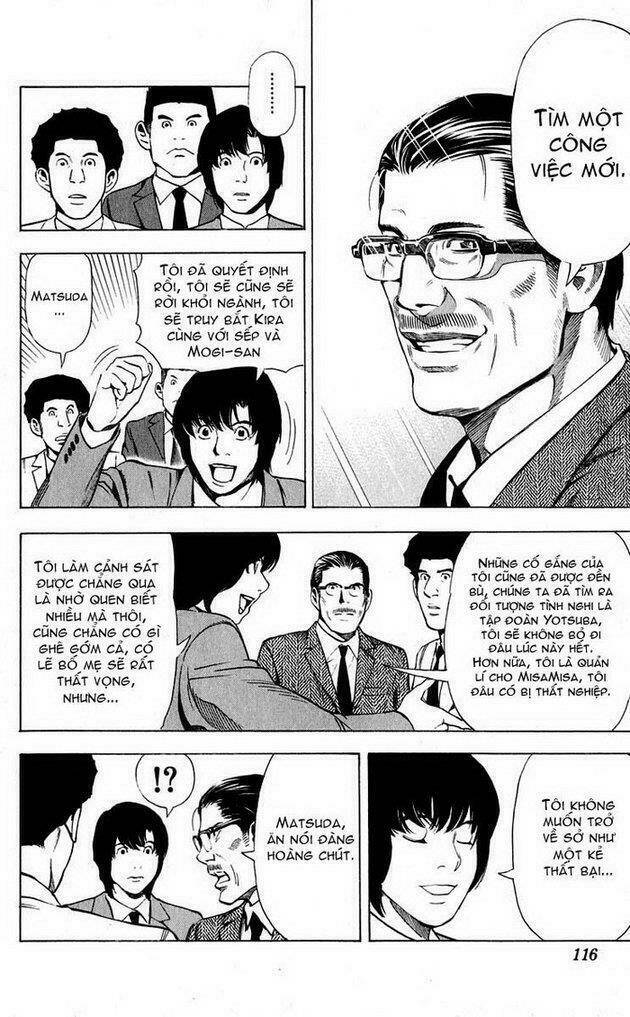 TÌM MỘT
CÔNG
VIỆC MỚI.
........
TÔI ĐÃ QUYẾT ĐỊNH
RỒI, TÔI SẼ CŨNG SẼ
RỜI KHỎI NGÀNH, TÔI
SẼ TRUY BẮT KIRA
CÙNG VỚI SẾP VÀ
MOGI-SAN
MATSUDA
...
NHỮNG CỐ GẮNG CỦA
TÔI CŨNG ĐÃ ĐƯỢC ĐỀN
BÙ, CHÚNG TA ĐÃ TÌM RA
ĐỐI TƯỢNG TÌNH NGHI LÀ
TẬP ĐOÀN YOTSUBA,
TÔI SẼ KHÔNG BỎ ĐI
ĐÂU LÚC NÀY HẾT.
HƠN NỮA, TÔI LÀ QUẢN
LÍ CHO MISAMISA, TÔI
ĐÂU CÓ BỊ THẤT NGHIỆP.
TÔI LÀM CẢNH SÁT
ĐƯỢC CHẲNG QUA
LÀ NHỜ QUEN BIẾT
NHIỀU MÀ THÔI,
CŨNG CHẲNG CÓ GÌ
GHÊ GỚM CẢ, CÓ
LẼ BỐ MẸ SẼ RẤT
THẤT VỌNG,
NHƯNG...
TÔI KHÔNG
MUỐN TRỞ
VỀ SỞ NHƯ
MỘT KẺ
THẤT BẠI...
MATSUDA,
ĂN NÓI ĐÀNG
HOÀNG CHÚT.
!?
116